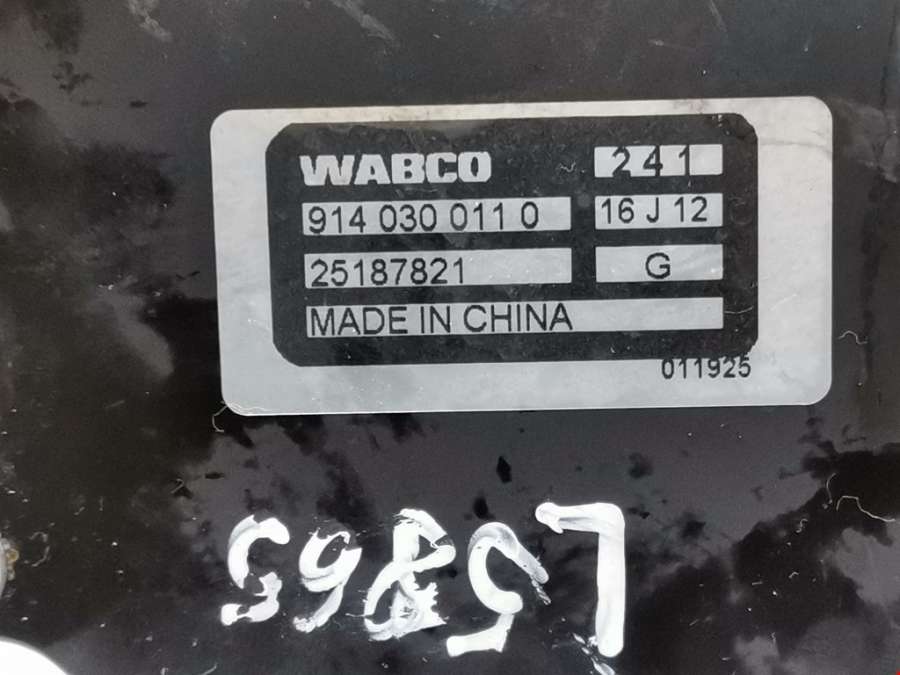 WABCO 241
914 030 011 0 16 J 12
25187821 G
MADE IN CHINA
011925